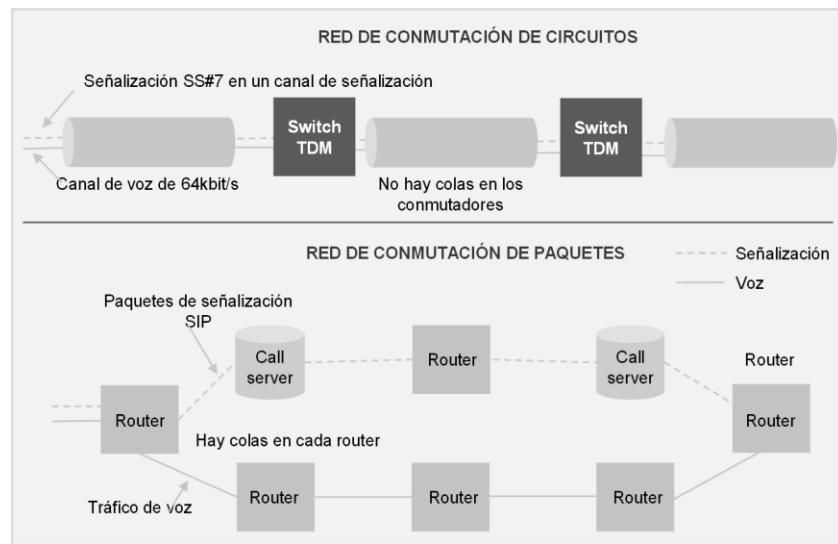 RED DE CONMUTACIÓN DE CIRCUITOS
Señalización SS#7 en un canal de señalización
Switch
TDM
Switch
TDM
Canal de voz de 64kbit/s
No hay colas en los
conmutadores
RED DE CONMUTACIÓN DE PAQUETES
Señalización
Voz
Paquetes de señalización
SIP
Call
server
Router
Call
server
Router
Router
Router
Hay colas en cada router
Tráfico de voz
Router
Router
Router